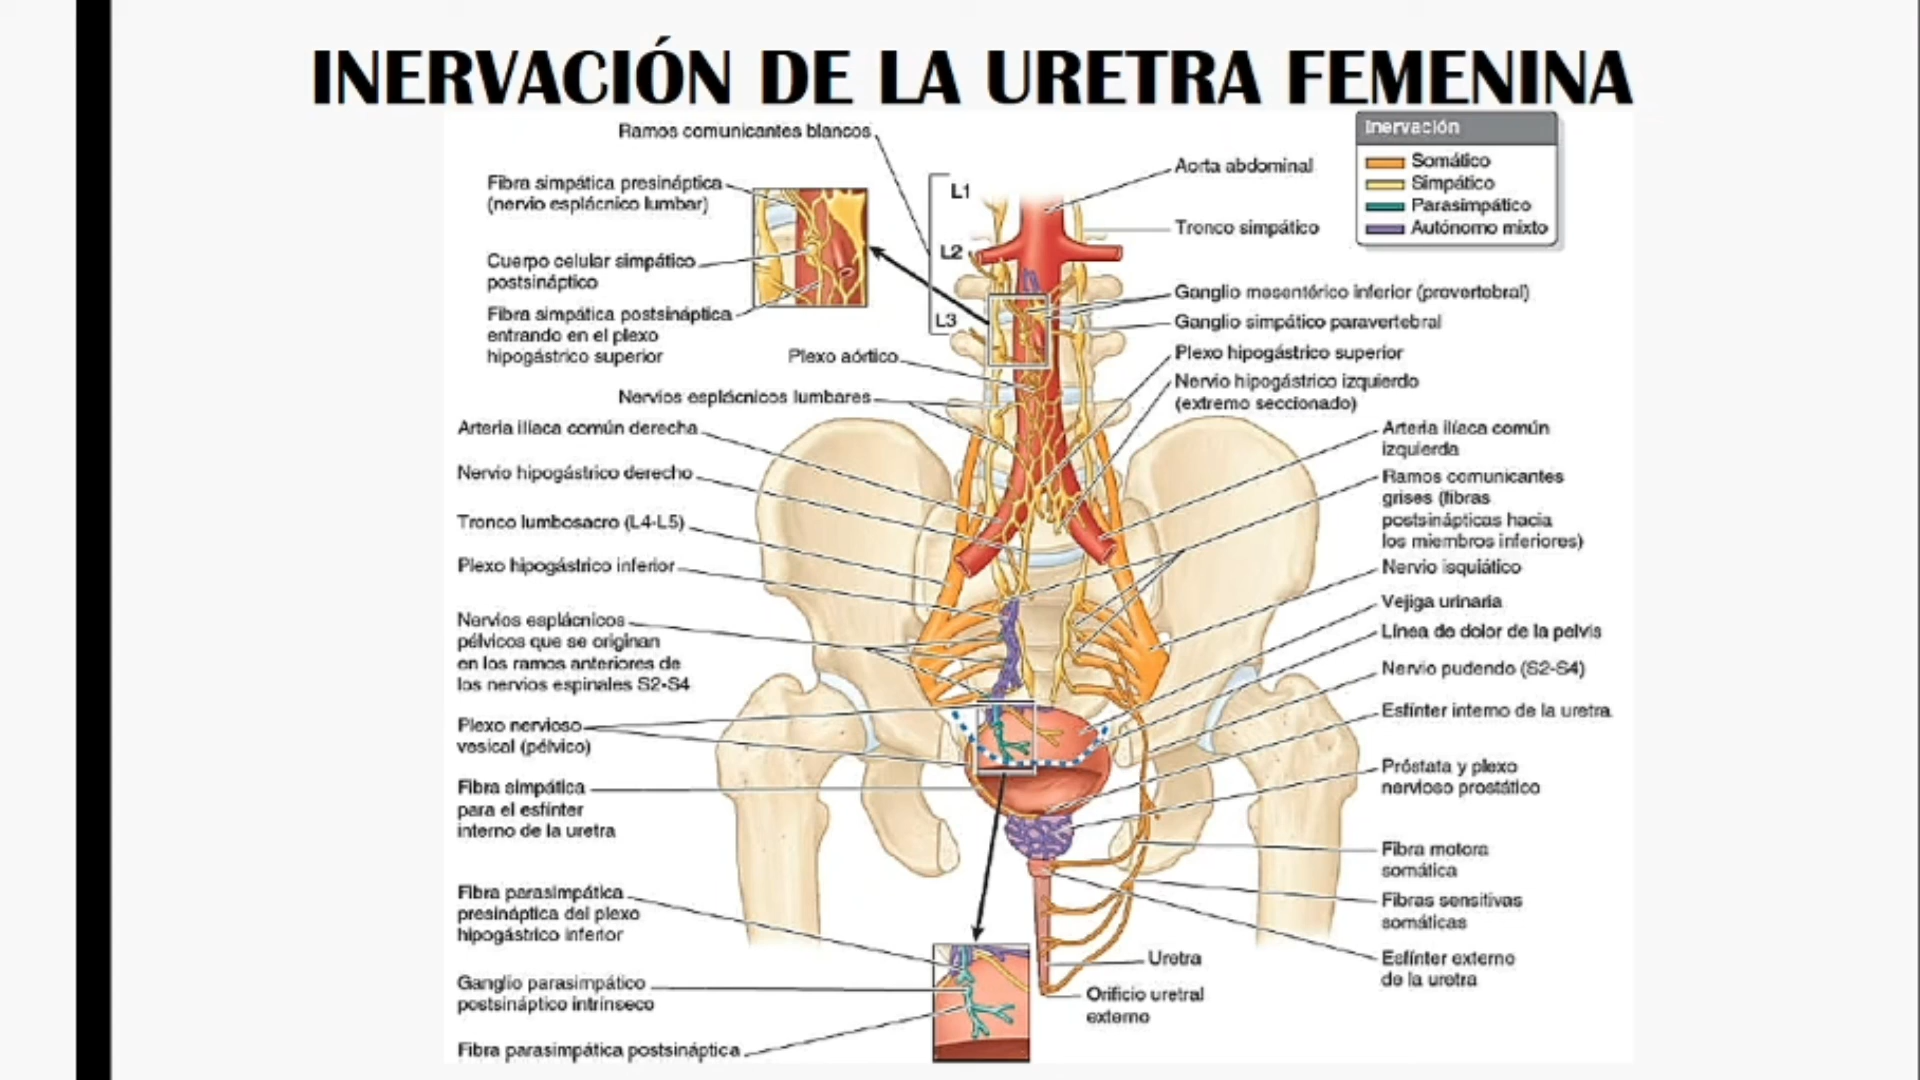 INERVACIÓN DE LA URETRA FEMENINA
Ramos comunicantes blancos
Fibra simpática presináptica
(nervio esplácnico lumbar)
Cuerpo celular simpático
postsináptico
Fibra simpática postsináptica
entrando en el plexo
hipogástrico superior
Plexo aórtico
Nervios esplácnicos lumbares
Arteria ilíaca común derecha
Nervio hipogástrico derecho
Tronco lumbosacro (L4-L5)
Plexo hipogástrico inferior
Nervios esplácnicos
pélvicos que se originan
en los ramos anteriores de
los nervios espinales S2-S4
Plexo nervioso
vesical (pélvico)
Fibra simpática
para el esfínter
interno de la uretra
Fibra parasimpática
presináptica del plexo
hipogástrico inferior
Ganglio parasimpático
postsináptico intrínseco
Fibra parasimpática postsináptica
L1
L2
L3
Inervación
Somático
Simpático
Parasimpático
Autónomo mixto
Aorta abdominal
Tronco simpático
Ganglio mesentérico inferior (prevertebral)
Ganglio simpático paravertebral
Plexo hipogástrico superior
Nervio hipogástrico izquierdo
(extremo seccionado)
Arteria ilíaca común
izquierda
Ramos comunicantes
grises (fibras
postsinápticas hacia
los miembros inferiores)
Nervio isquiático
Vejiga urinaria
Línea de dolor de la pelvis
Nervio pudendo (S2-S4)
Esfínter interno de la uretra
Próstata y plexo
nervioso prostático
Fibra motora
somática
Fibras sensitivas
somáticas
Esfínter externo
de la uretra
Uretra
Orificio uretral
externo